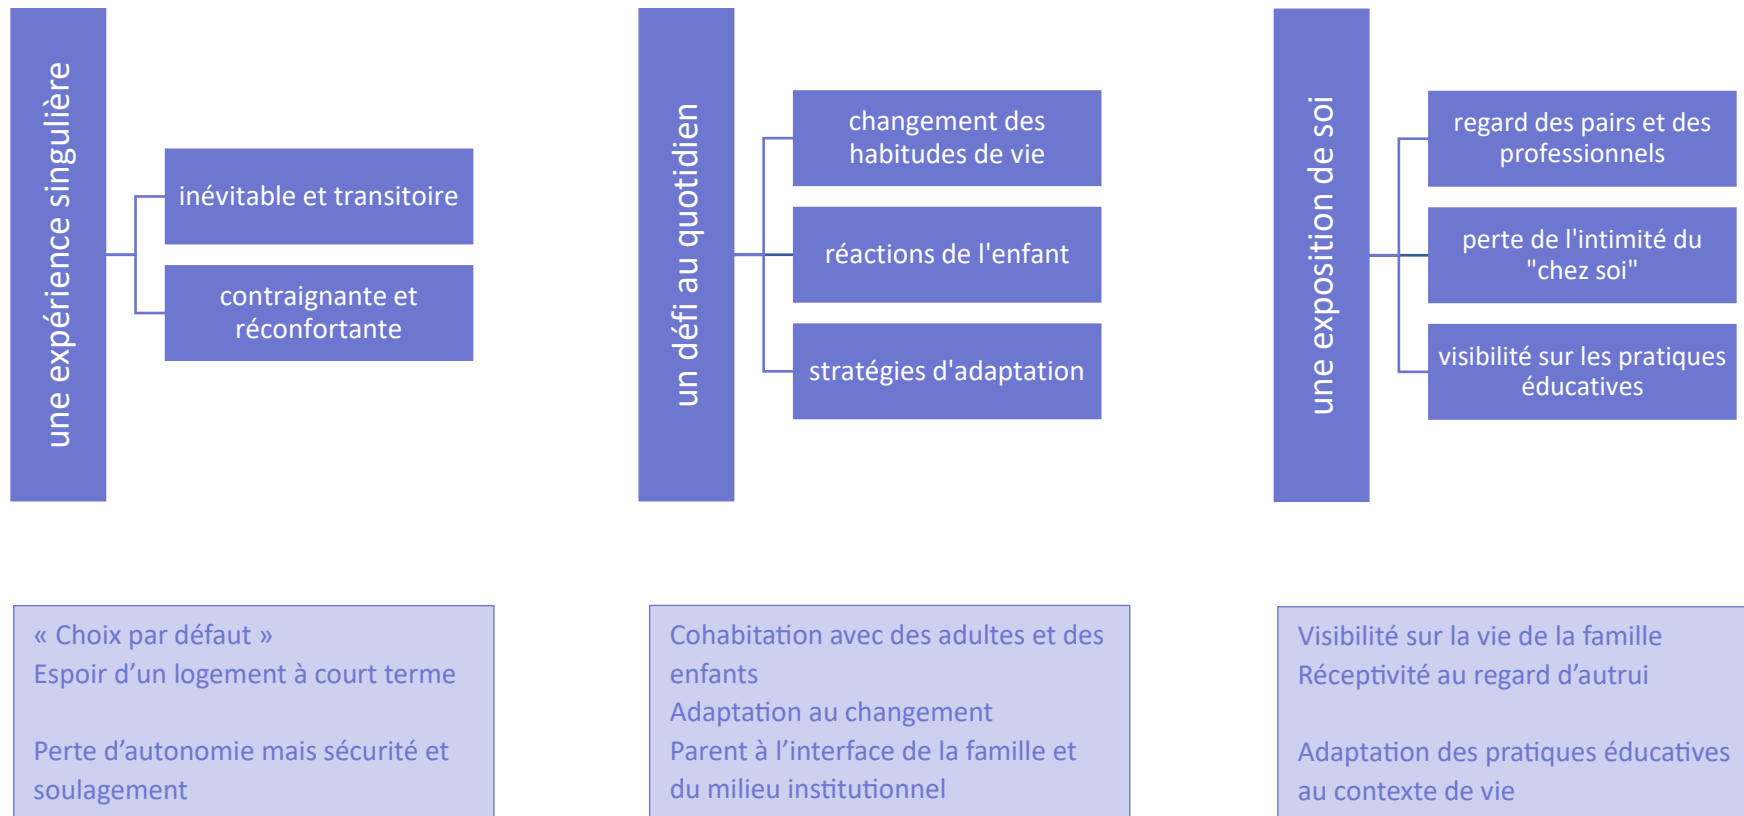 une expérience singulière
inévitable et transitoire
contraignante et
réconfortante
un défi au quotidien
changement des
habitudes de vie
réactions de l'enfant
stratégies d'adaptation
une exposition de soi
regard des pairs et des
professionnels
perte de l'intimité du
"chez soi"
visibilité sur les pratiques
éducatives
« Choix par défaut »
Espoir d’un logement à court terme
Perte d’autonomie mais sécurité et
soulagement
Cohabitation avec des adultes et des
enfants
Adaptation au changement
Parent à l’interface de la famille et
du milieu institutionnel
Visibilité sur la vie de la famille
Réceptivité au regard d’autrui
Adaptation des pratiques éducatives
au contexte de vie